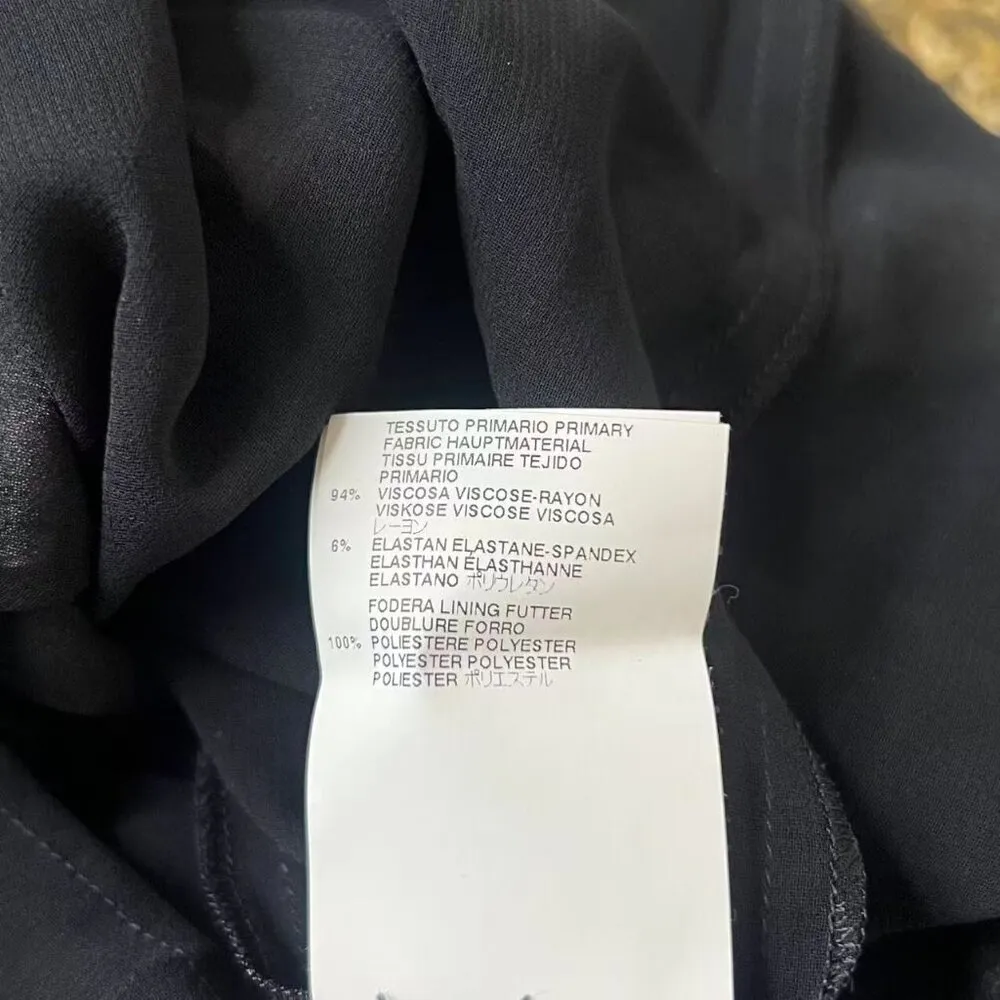 TESSUTO PRIMARIO PRIMARY
FABRIC HAUPTMATERIAL
TISSU PRIMAIRE TEJIDO
PRIMARIO
94% VISCOSA VISCOSE-RAYON
VISKOSE VISCOSE VISCOSA
レーヨン
6% ELASTAN ELASTANE-SPANDEX
ELASTHAN ÉLASTHANNE
ELASTANO ポリウレタン
FODERA LINING FUTTER
DOUBLURE FORRO
100% POLIESTERE POLYESTER
POLYESTER POLYESTER
POLIESTER ポリエステル